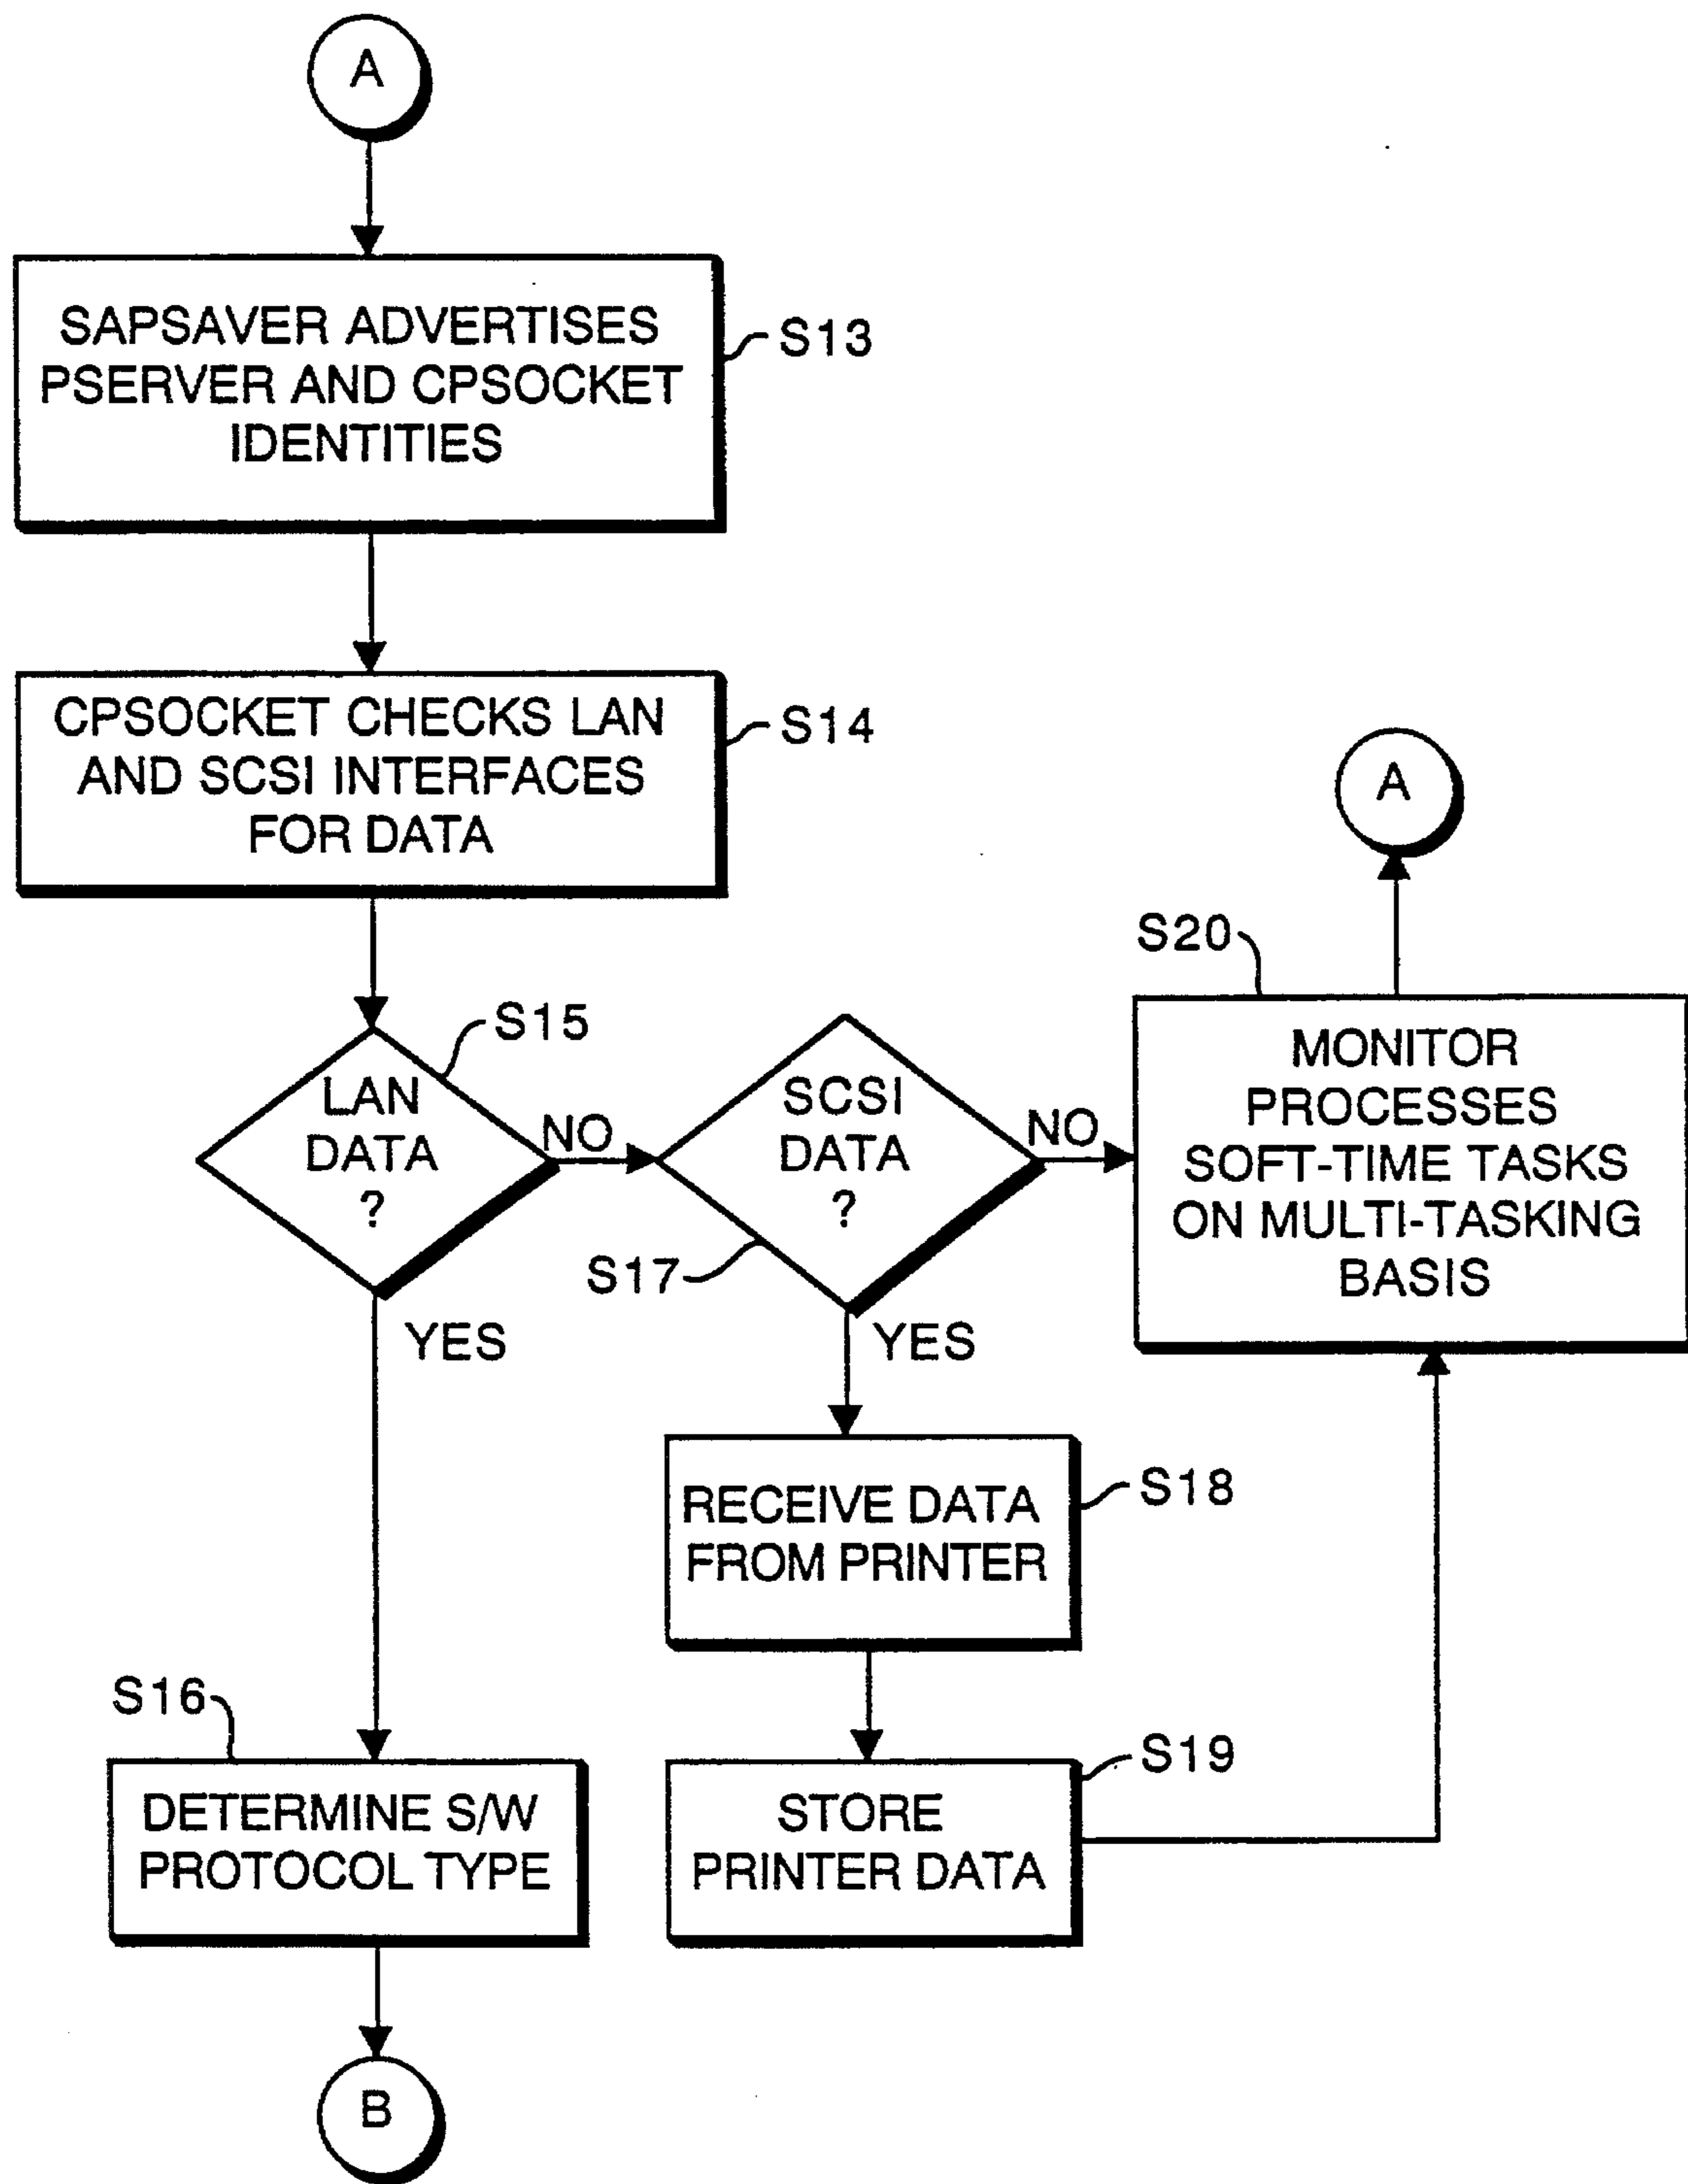 A
SAPSAVER ADVERTISES
PSERVER AND CPSOCKET
IDENTITIES
S13
CPSOCKET CHECKS LAN
AND SCSI INTERFACES
FOR DATA
S14
A
S20
S15
LAN
DATA
?
NO
YES
SCSI
DATA
?
S17
NO
YES
MONITOR
PROCESSES
SOFT-TIME TASKS
ON MULTI-TASKING
BASIS
RECEIVE DATA
FROM PRINTER
S18
S16
DETERMINE S/W
PROTOCOL TYPE
STORE
PRINTER DATA
S19
B